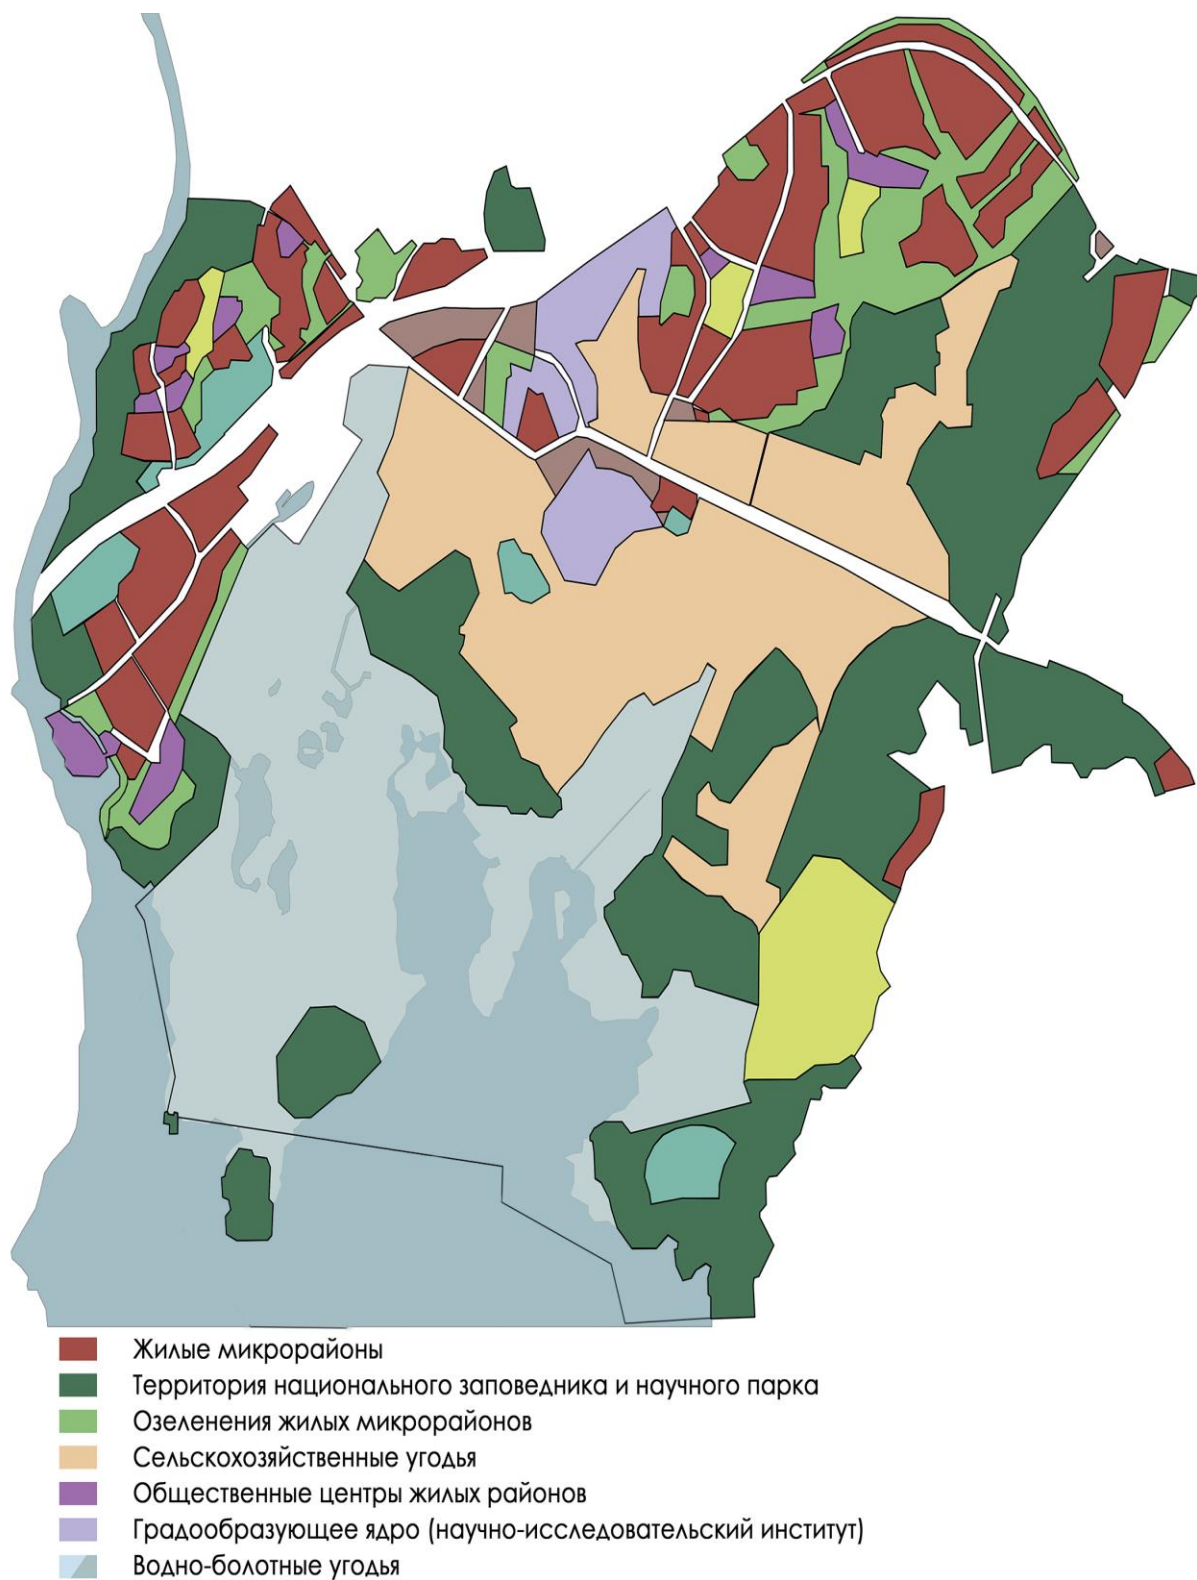 Жилые микрорайоны
Территория национального заповедника и научного парка
Озеленения жилых микрорайонов
Сельскохозяйственные угодья
Общественные центры жилых районов
Градообразующее ядро (научно-исследовательский институт)
Водно-болотные угодья